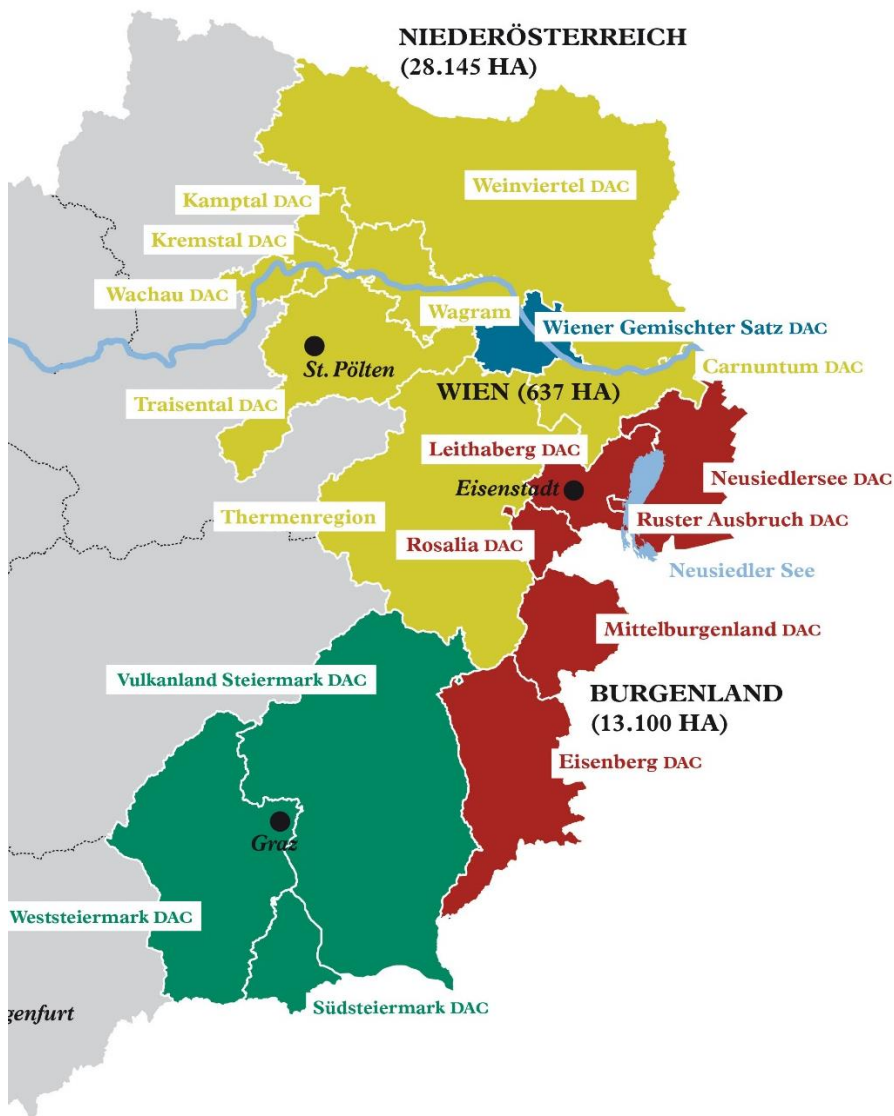 NIEDERÖSTERREICH
(28.145 HA)
Weinviertel DAC
Kamptal DAC
Kremstal DAC
Wachau DAC
Wagram
Wiener Gemischter Satz DAC
St. Pölten
Carnuntum DAC
WIEN (637 HA)
Traisental DAC
Leithaberg DAC
Neusiedlersee DAC
Eisenstadt
Thermenregion
Ruster Ausbruch DAC
Rosalia DAC
Neusiedler See
Mittelburgenland DAC
Vulkanland Steiermark DAC
BURGENLAND
(13.100 HA)
Eisenberg DAC
Graz
Weststeiermark DAC
Südsteiermark DAC
genfurt